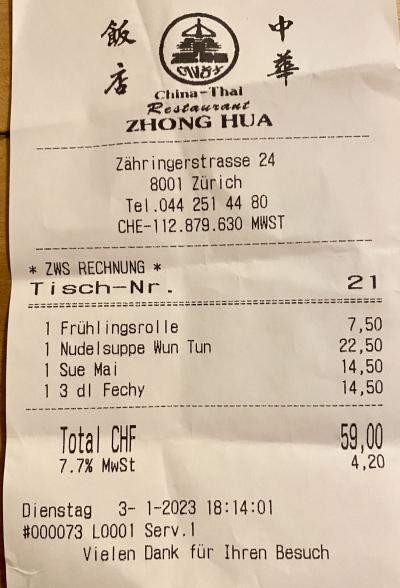 中華
飯店
China-Thai
Restaurant
ZHONG HUA
Zähringerstrasse 24
8001 Zürich
Tel.044 251 44 80
CHE-112.879.630 MWST
* ZWS RECHNUNG *
Tisch-Nr. 21
1 Frühlingsrolle 7,50
1 Nudelsuppe Wun Tun 22,50
1 Sue Mai 14,50
1 3 dl Fechy 14,50
Total CHF 59,00
7.7% MwSt 4,20
Dienstag 3- 1-2023 18:14:01
#000073 L0001 Serv.1
Vielen Dank für Ihren Besuch